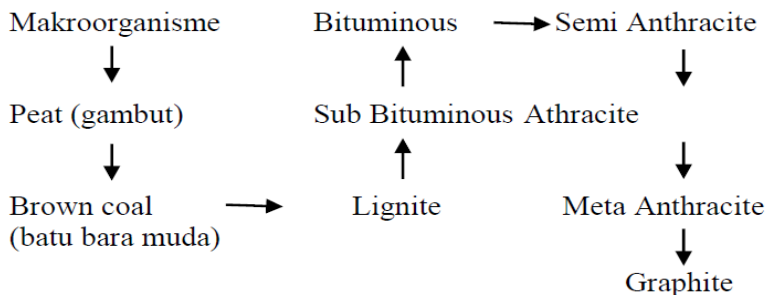 Makroorganisme
Bituminous
Semi Anthracite
Peat (gambut)
Sub Bituminous Athracite
Brown coal
(batu bara muda)
Lignite
Meta Anthracite
Graphite